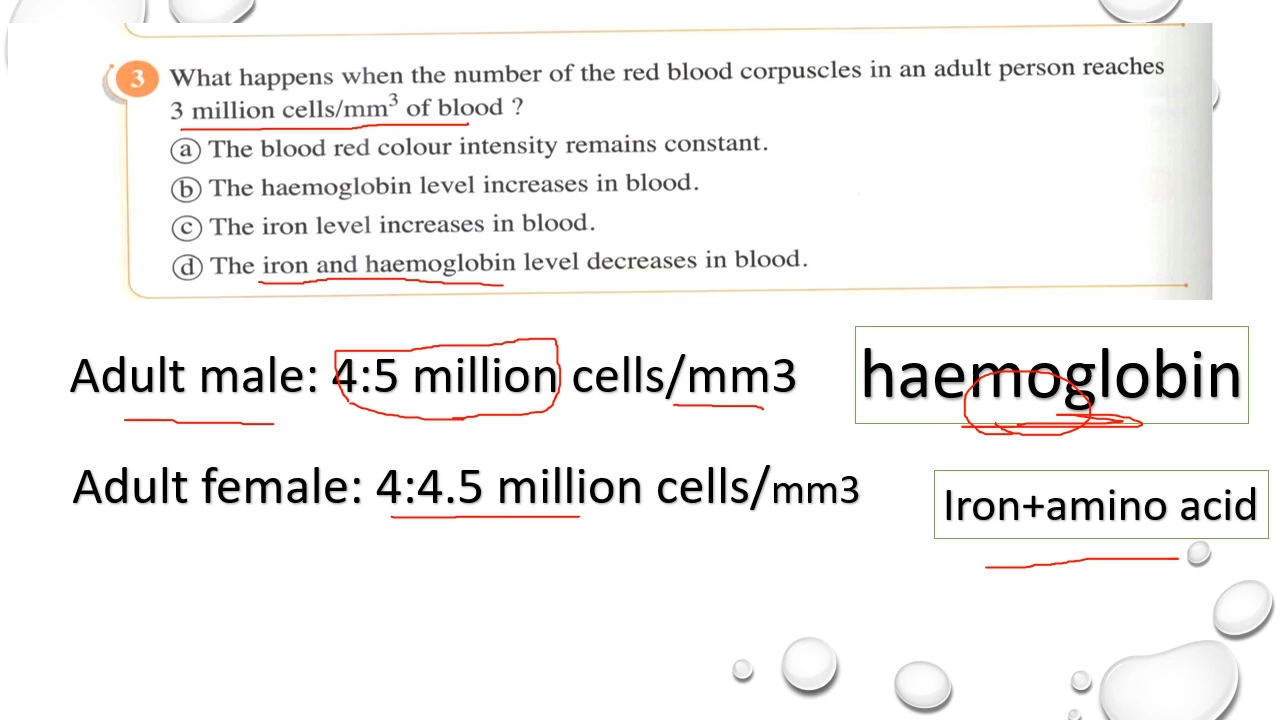 3 What happens when the number of the red blood corpuscles in an adult person reaches
3 million cells/mm³ of blood ?
a The blood red colour intensity remains constant.
b The haemoglobin level increases in blood.
c The iron level increases in blood.
d The iron and haemoglobin level decreases in blood.
Adult male: 4:5 million cells/mm3
haemoglobin
Adult female: 4:4.5 million cells/mm3
Iron+amino acid